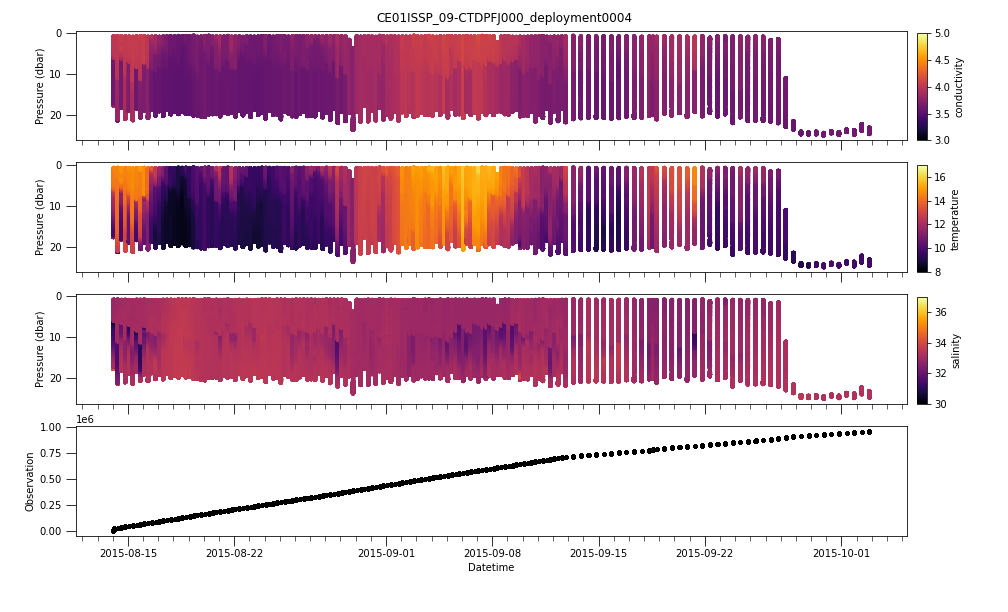 CE01ISSP_09-CTDPFJ000_deployment0004
0
10
20
Pressure (dbar)
5.0
4.5
4.0
3.5
3.0
conductivity
0
10
20
Pressure (dbar)
16
14
12
10
8
temperature
0
10
20
Pressure (dbar)
36
34
32
30
salinity
1e6
1.00
0.75
0.50
0.25
0.00
Observation
2015-08-15 2015-08-22 2015-09-01 2015-09-08 2015-09-15 2015-09-22 2015-10-01
Datetime